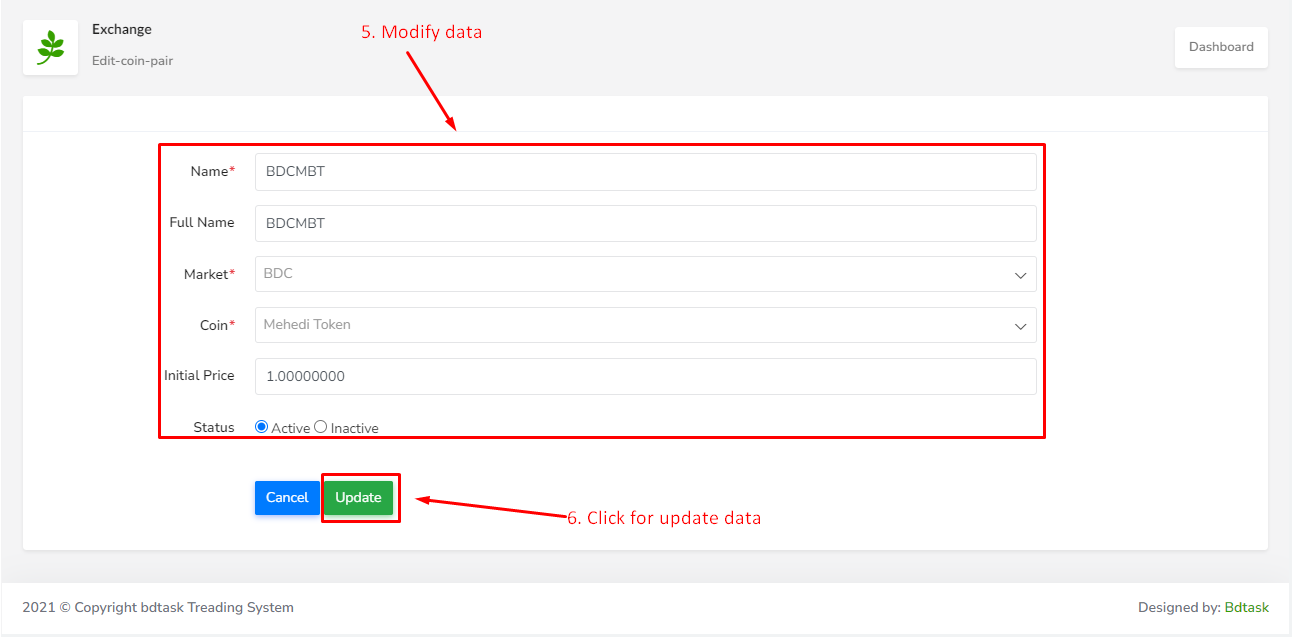 Exchange
Edit-coin-pair
5. Modify data
Dashboard
Name*
BDCMBT
Full Name
BDCMBT
Market*
BDC
Coin*
Mehedi Token
Initial Price
1.00000000
Status
Active Inactive
Cancel Update
6. Click for update data
2021 © Copyright bdtask Treading System
Designed by: Bdtask